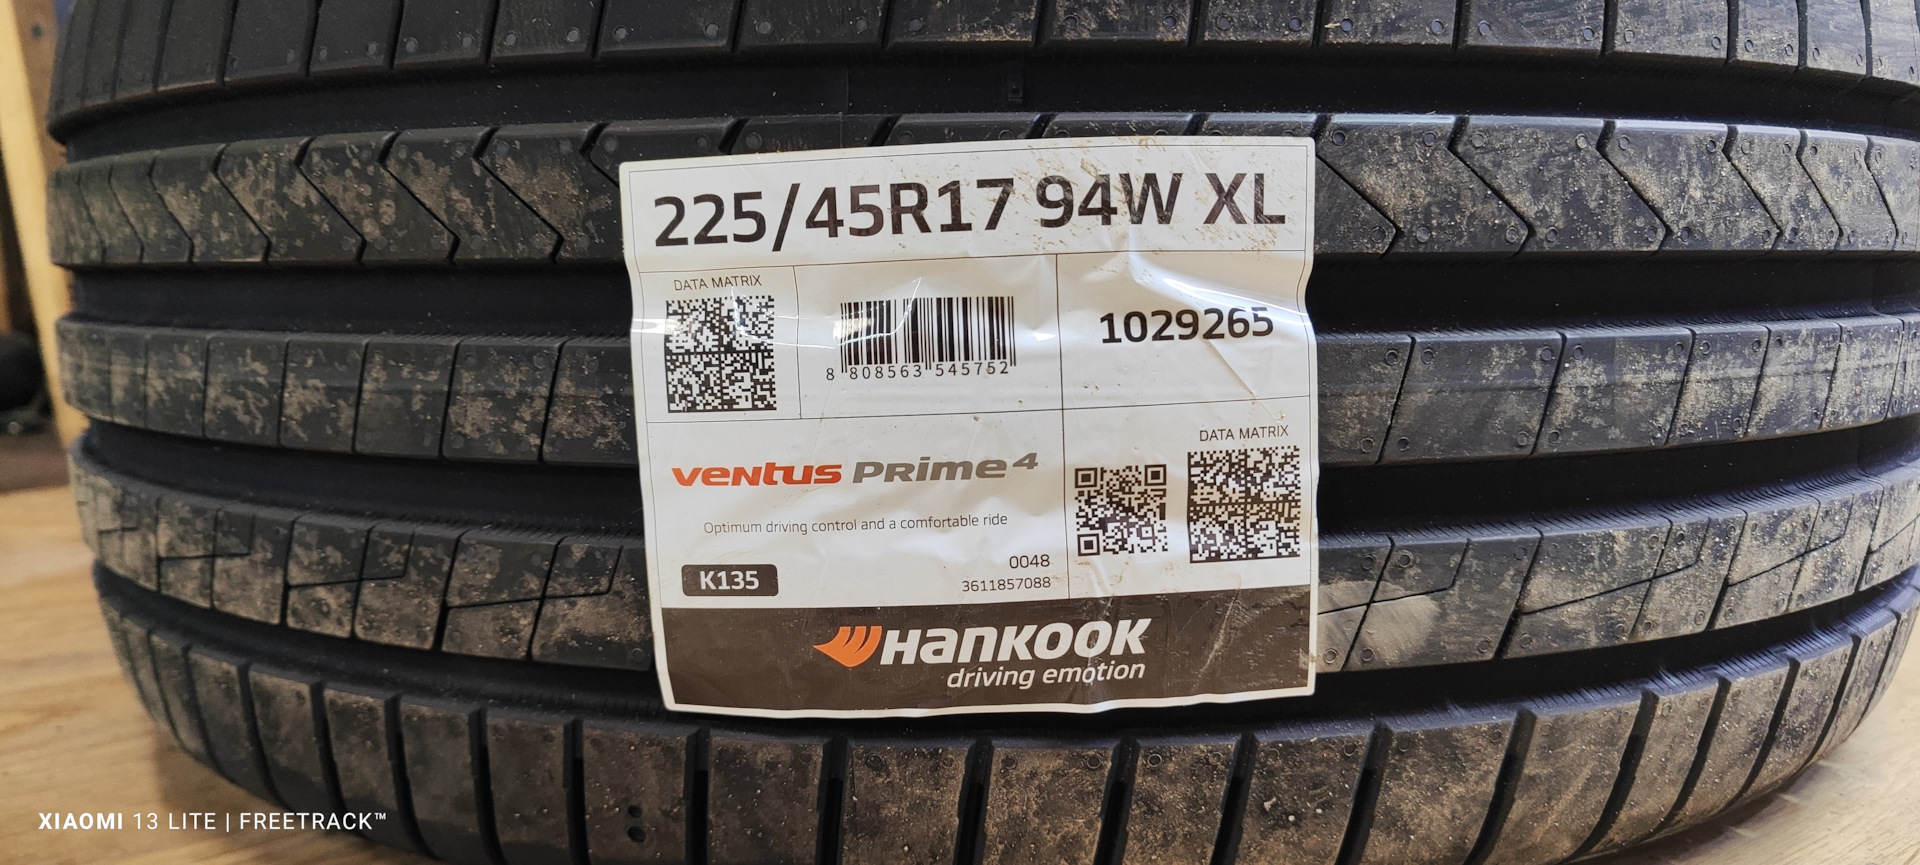 225/45R17 94W XL
DATA MATRIX
8 808563 545752
1029265
ventus Prime4
Optimum driving control and a comfortable ride
K135
0048
3611857088
DATA MATRIX
Hankook
driving emotion
XIAOMI 13 LITE | FREETRACK™